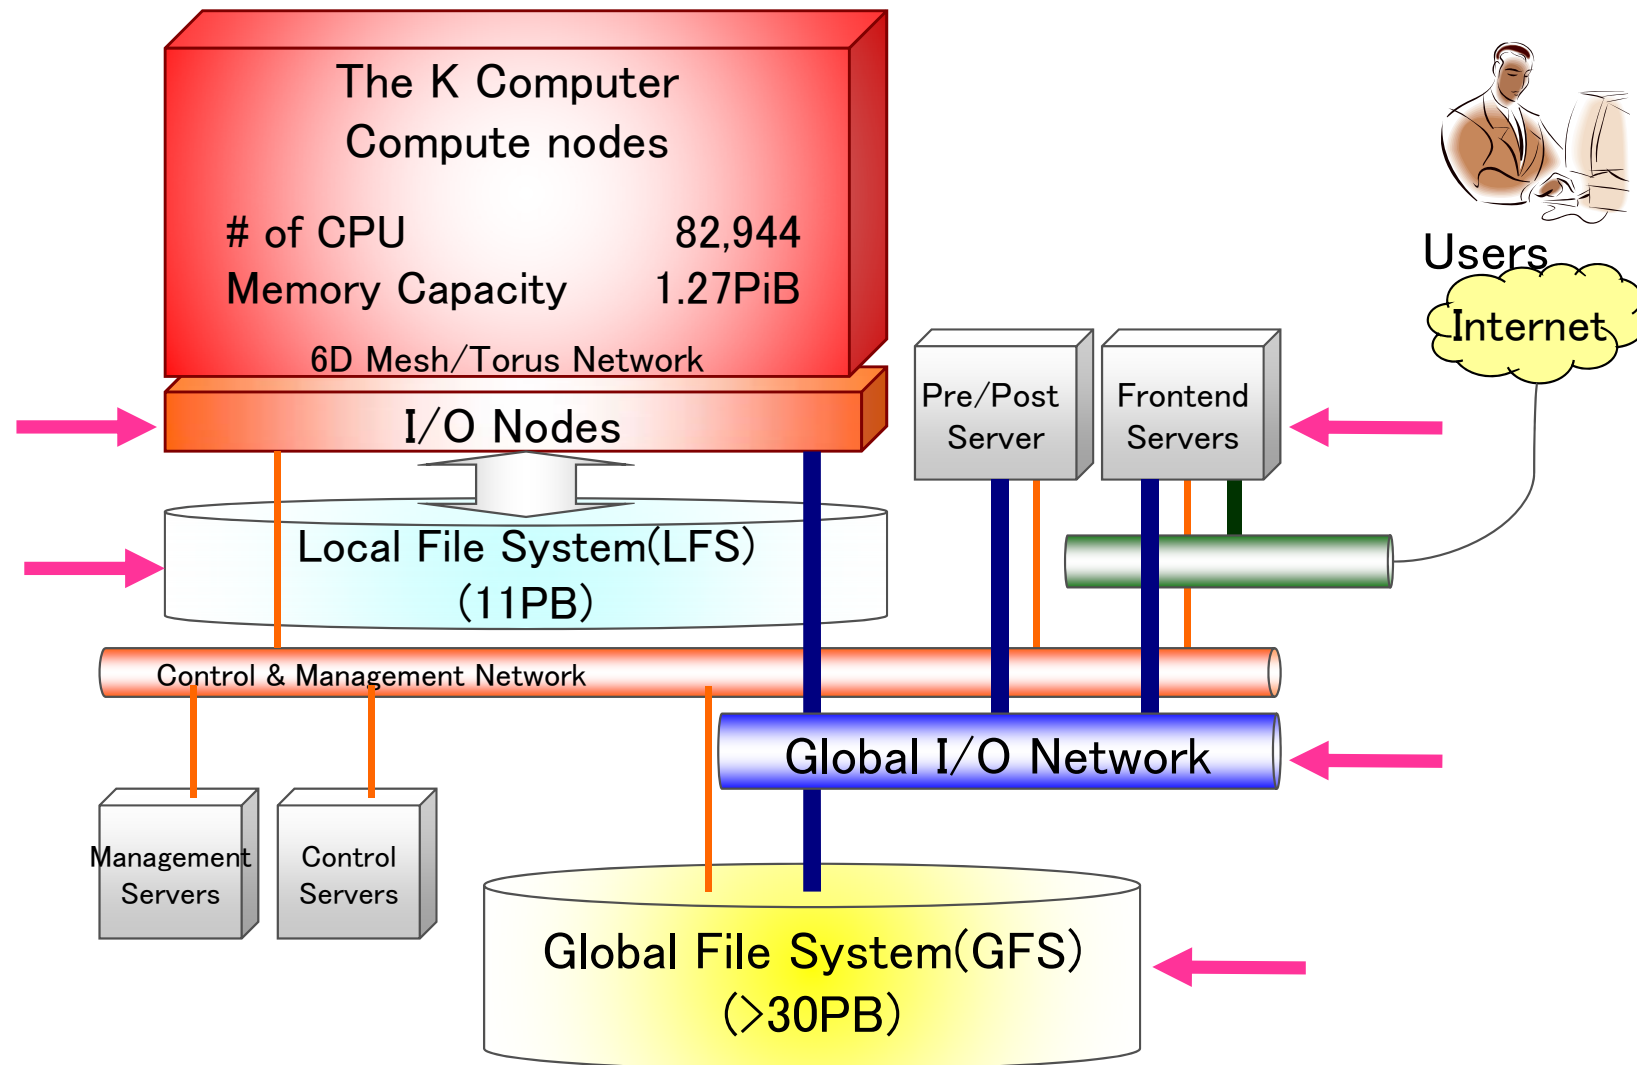 The K Computer
Compute nodes
# of CPU 82,944
Memory Capacity 1.27PiB
6D Mesh/Torus Network
I/O Nodes
Local File System(LFS)
(11PB)
Users
Internet
Pre/Post
Server
Frontend
Servers
Control & Management Network
Global I/O Network
Management
Servers
Control
Servers
Global File System(GFS)
(>30PB)